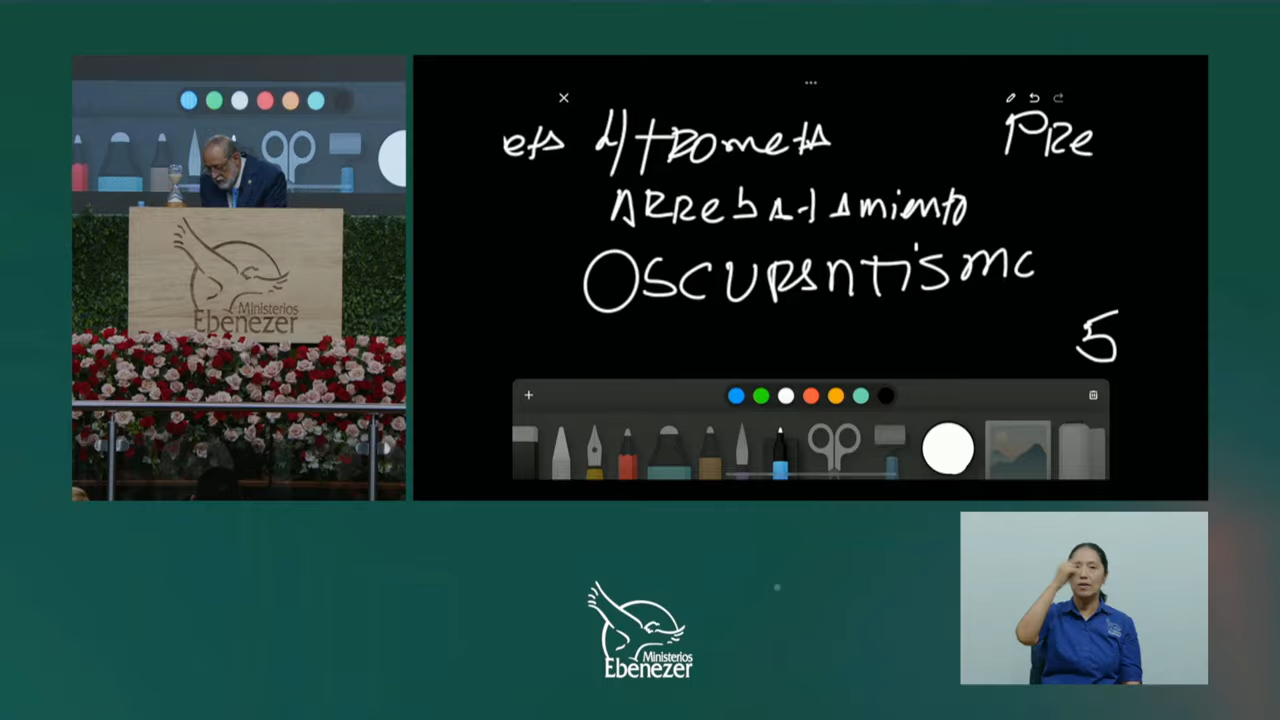 PRe
ARRebatamiento
OSCURantismo
5
Ministerios
Ebenezer
Ministerios
Ebenezer